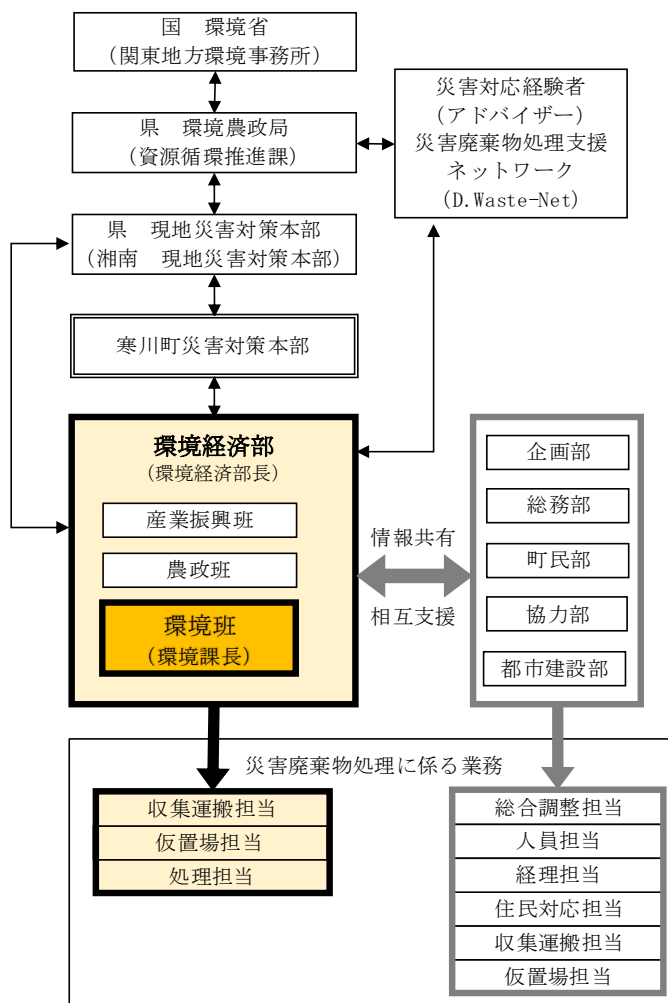 国　環境省
(関東地方環境事務所)
県　環境農政局
(資源循環推進課)
災害対応経験者
(アドバイザー)
災害廃棄物処理支援
ネットワーク
(D.Waste-Net)
県　現地災害対策本部
(湘南　現地災害対策本部)
寒川町災害対策本部
環境経済部
(環境経済部長)
産業振興班
農政班
環境班
(環境課長)
情報共有
相互支援
企画部
総務部
町民部
協力部
都市建設部
災害廃棄物処理に係る業務
収集運搬担当
仮置場担当
処理担当
総合調整担当
人員担当
経理担当
住民対応担当
収集運搬担当
仮置場担当